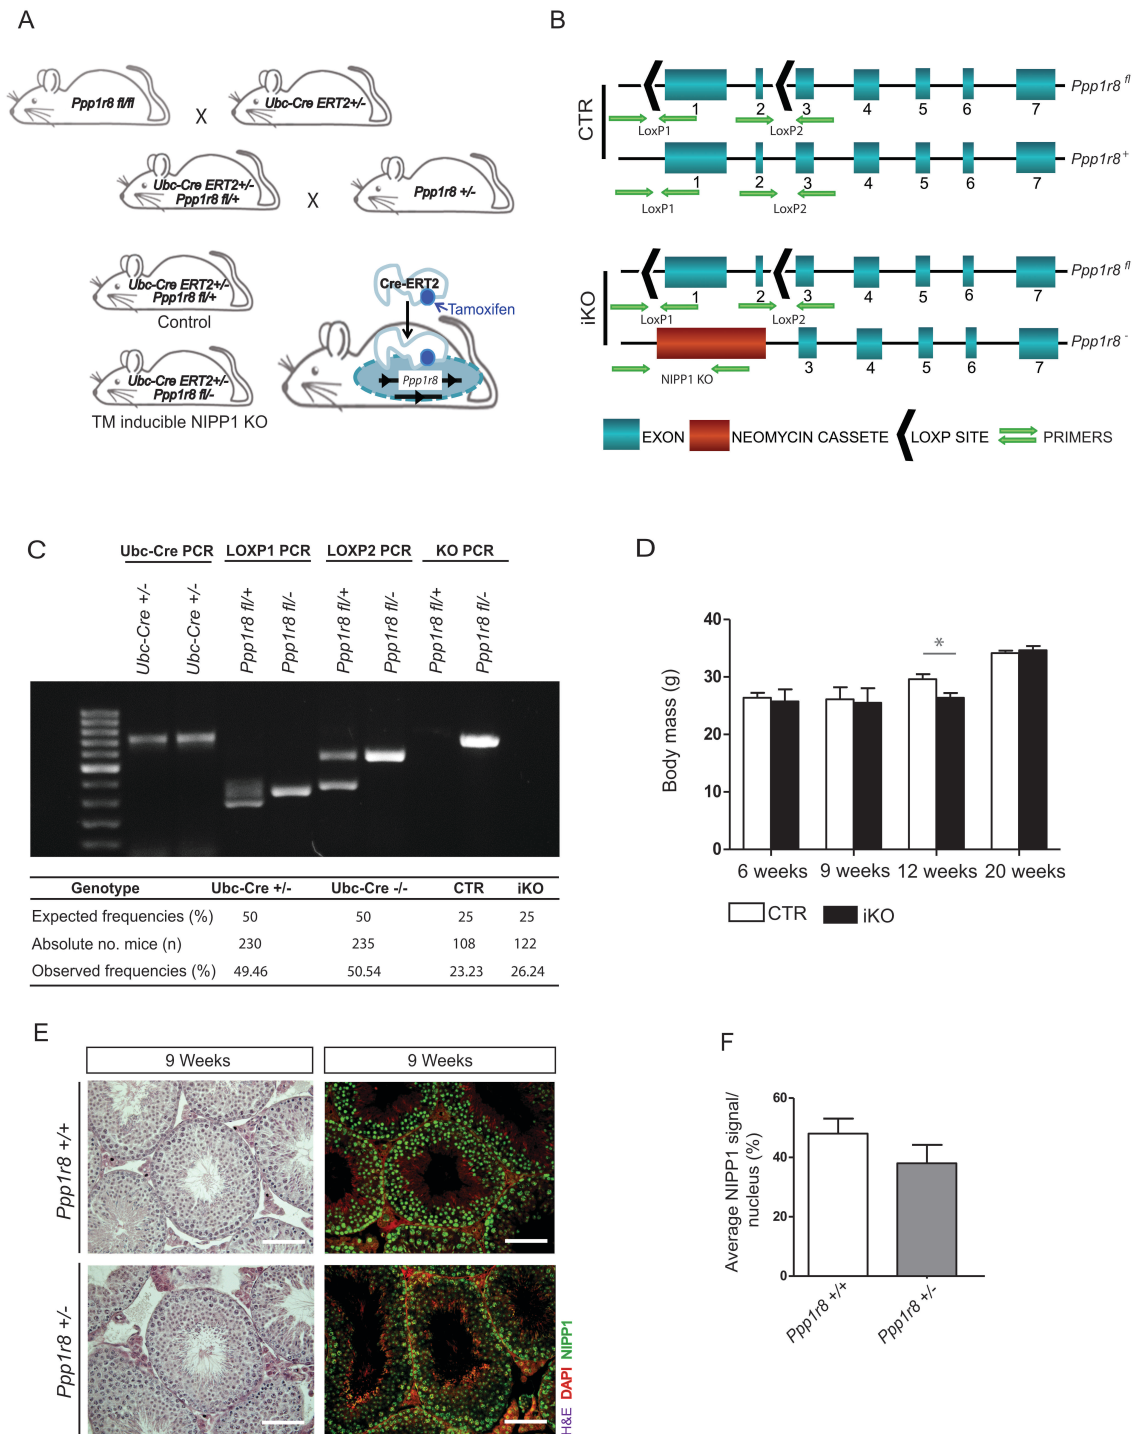 A
Ppp1r8 fl/fl
X
Ubc-Cre ERT2+/-
Ubc-Cre ERT2+/-
Ppp1r8 fl/+
X
Ppp1r8 +/-
Ubc-Cre ERT2+/-
Ppp1r8 fl/+
Control
Ubc-Cre ERT2+/-
Ppp1r8 fl/-
TM inducible NIPP1 KO
Cre-ERT2
Tamoxifen
Ppp1r8
B
CTR
1 2 3 4 5 6 7
Ppp1r8 fl
LoxP1 LoxP2
1 2 3 4 5 6 7
Ppp1r8 +
LoxP1 LoxP2
iKO
1 2 3 4 5 6 7
Ppp1r8 fl
LoxP1 LoxP2
3 4 5 6 7
Ppp1r8 -
NIPP1 KO
EXON NEOMYCIN CASSETE LOXP SITE PRIMERS
C
Ubc-Cre PCR LOXP1 PCR LOXP2 PCR KO PCR
Ubc-Cre +/-
Ubc-Cre +/-
Ppp1r8 fl/+
Ppp1r8 fl/-
Ppp1r8 fl/+
Ppp1r8 fl/-
Ppp1r8 fl/+
Ppp1r8 fl/-
Genotype Ubc-Cre +/- Ubc-Cre -/- CTR iKO
Expected frequencies (%) 50 50 25 25
Absolute no. mice (n) 230 235 108 122
Observed frequencies (%) 49.46 50.54 23.23 26.24
D
Body mass (g)
40
30
20
10
0
*
6 weeks 9 weeks 12 weeks 20 weeks
CTR iKO
E
9 Weeks 9 Weeks
Ppp1r8 +/+
Ppp1r8 +/-
H&E DAPI NIPP1
F
Average NIPP1 signal/
nucleus (%)
60
40
20
0
Ppp1r8 +/+
Ppp1r8 +/-